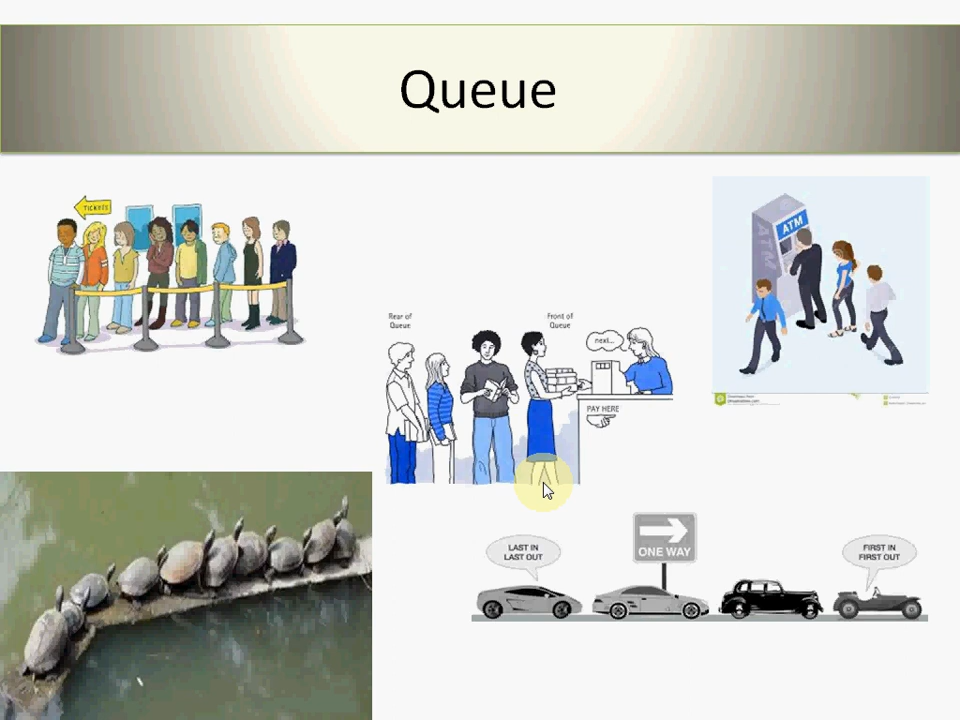 Queue
TICKETS
ATM
ATM
Rear of
Queue
Front of
Queue
next...
PAY HERE
LAST IN
LAST OUT
ONE WAY
FIRST IN
FIRST OUT